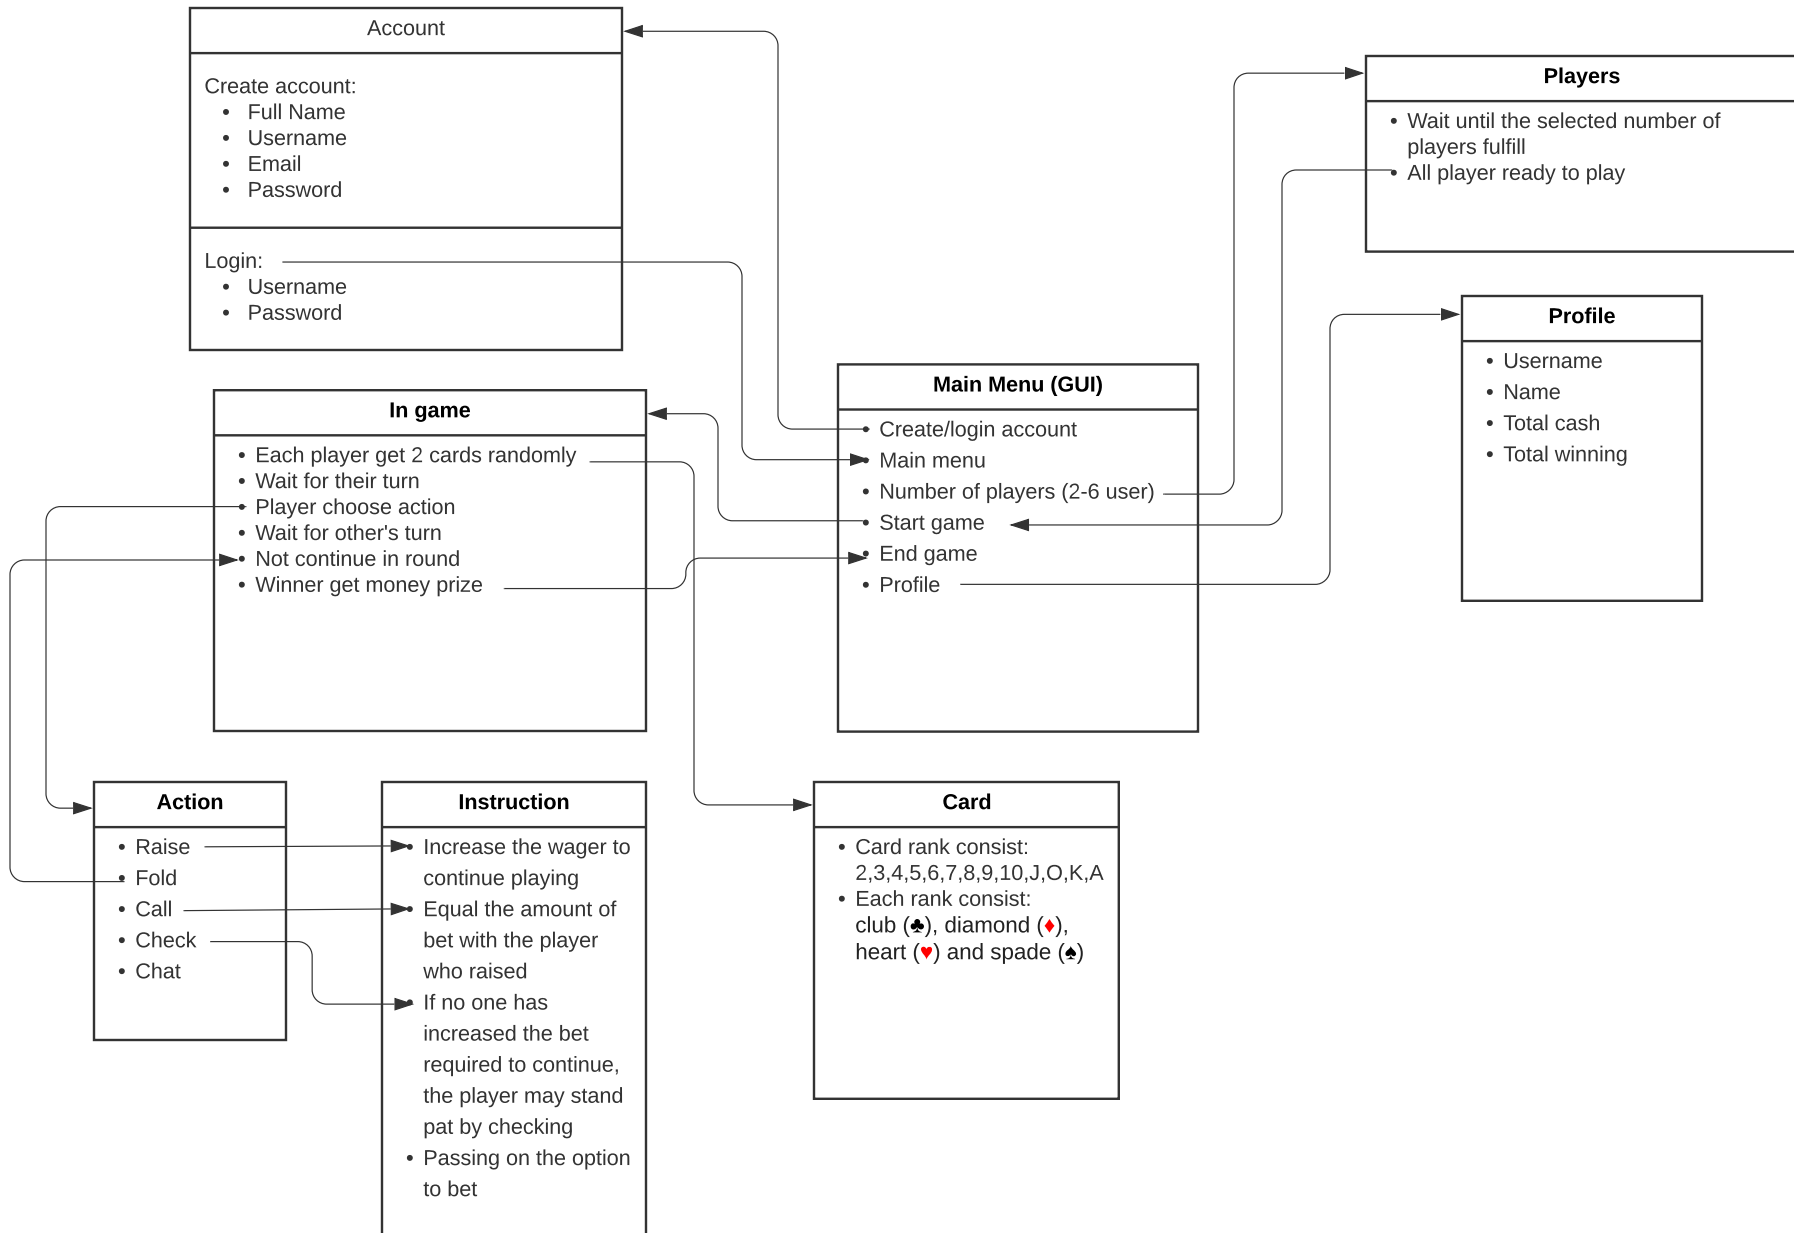 Account
Create account:
• Full Name
• Username
• Email
• Password
Login:
• Username
• Password
Players
• Wait until the selected number of
players fulfill
• All player ready to play
Profile
• Username
• Name
• Total cash
• Total winning
Main Menu (GUI)
• Create/login account
• Main menu
• Number of players (2-6 user)
• Start game
• End game
• Profile
In game
• Each player get 2 cards randomly
• Wait for their turn
• Player choose action
• Wait for other's turn
• Not continue in round
• Winner get money prize
Action
• Raise
• Fold
• Call
• Check
• Chat
Instruction
• Increase the wager to
continue playing
• Equal the amount of
bet with the player
who raised
• If no one has
increased the bet
required to continue,
the player may stand
pat by checking
• Passing on the option
to bet
Card
• Card rank consist:
2,3,4,5,6,7,8,9,10,J,O,K,A
• Each rank consist:
club (♣), diamond (♦),
heart (♥) and spade (♠)